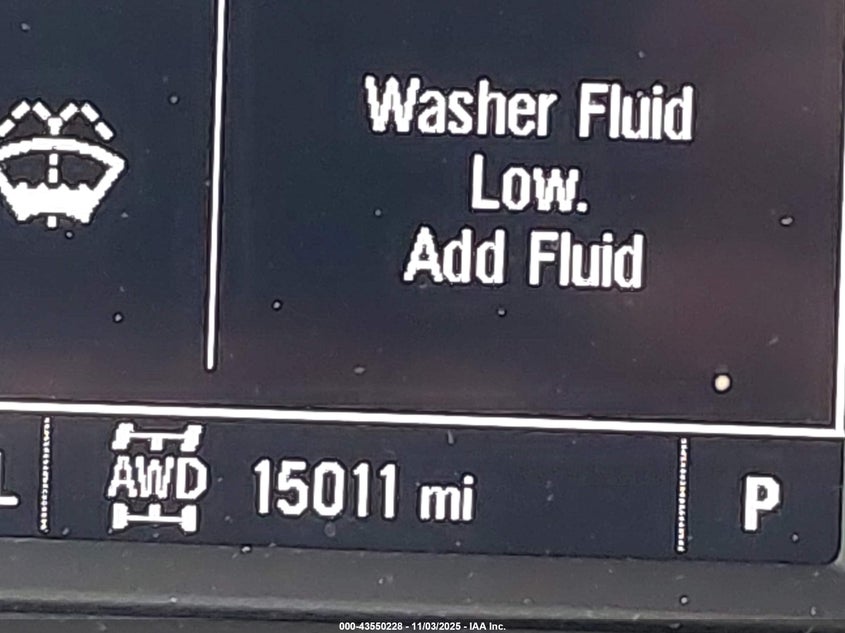 Washer Fluid
Low.
Add Fluid
L
AWD 15011 mi P
000-43550228 - 11/03/2025 - IAA Inc.